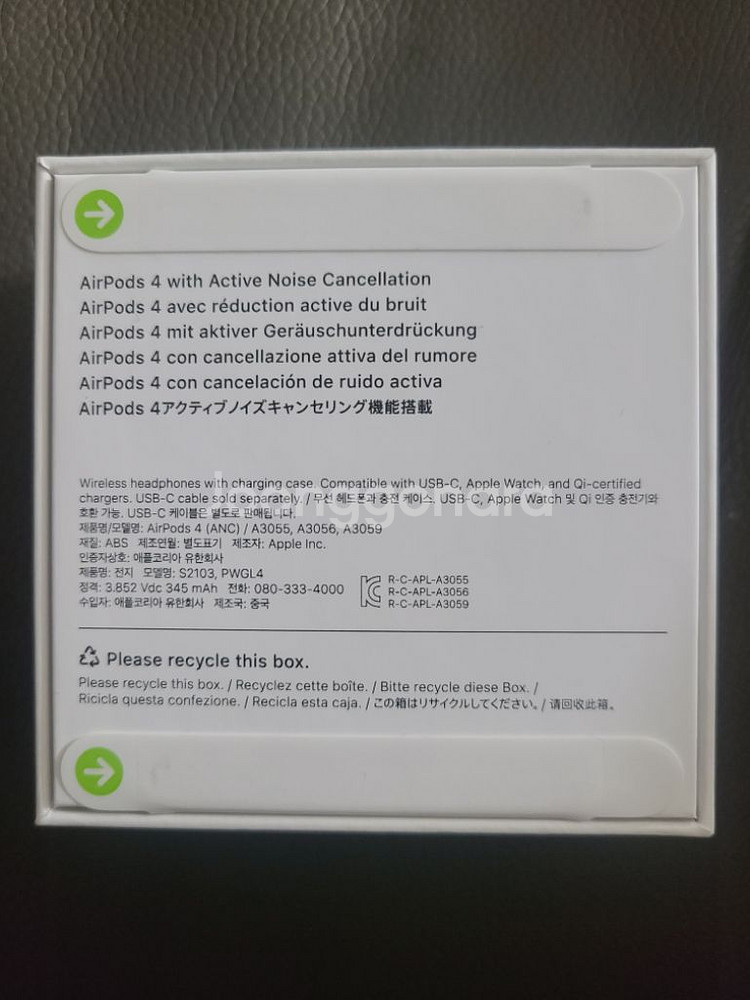 AirPods 4 with Active Noise Cancellation
AirPods 4 avec réduction active du bruit
AirPods 4 mit aktiver Geräuschunterdrückung
AirPods 4 con cancellazione attiva del rumore
AirPods 4 con cancelación de ruido activa
AirPods 4アクティブノイズキャンセリング機能搭載
Wireless headphones with charging case. Compatible with USB-C, Apple Watch, and Qi-certified
chargers. USB-C cable sold separately. / 무선 헤드폰과 충전 케이스. USB-C, Apple Watch 및 Qi 인증 충전기와
호환 가능. USB-C 케이블은 별도로 판매됩니다.
제품명/모델명: AirPods 4 (ANC) / A3055, A3056, A3059
재질: ABS 제조연월: 별도표기 제조자: Apple Inc.
인증자상호: 애플코리아 유한회사
제품명: 전지 모델명: S2103, PWGL4
정격: 3.852 Vdc 345 mAh 전화: 080-333-4000
수입자: 애플코리아 유한회사 제조국: 중국
R-C-APL-A3055
R-C-APL-A3056
R-C-APL-A3059
Please recycle this box.
Please recycle this box. / Recyclez cette boîte. / Bitte recycle diese Box. /
Ricicla questa confezione. / Recicla esta caja. / この箱はリサイクルしてください。/ 请回收此箱。